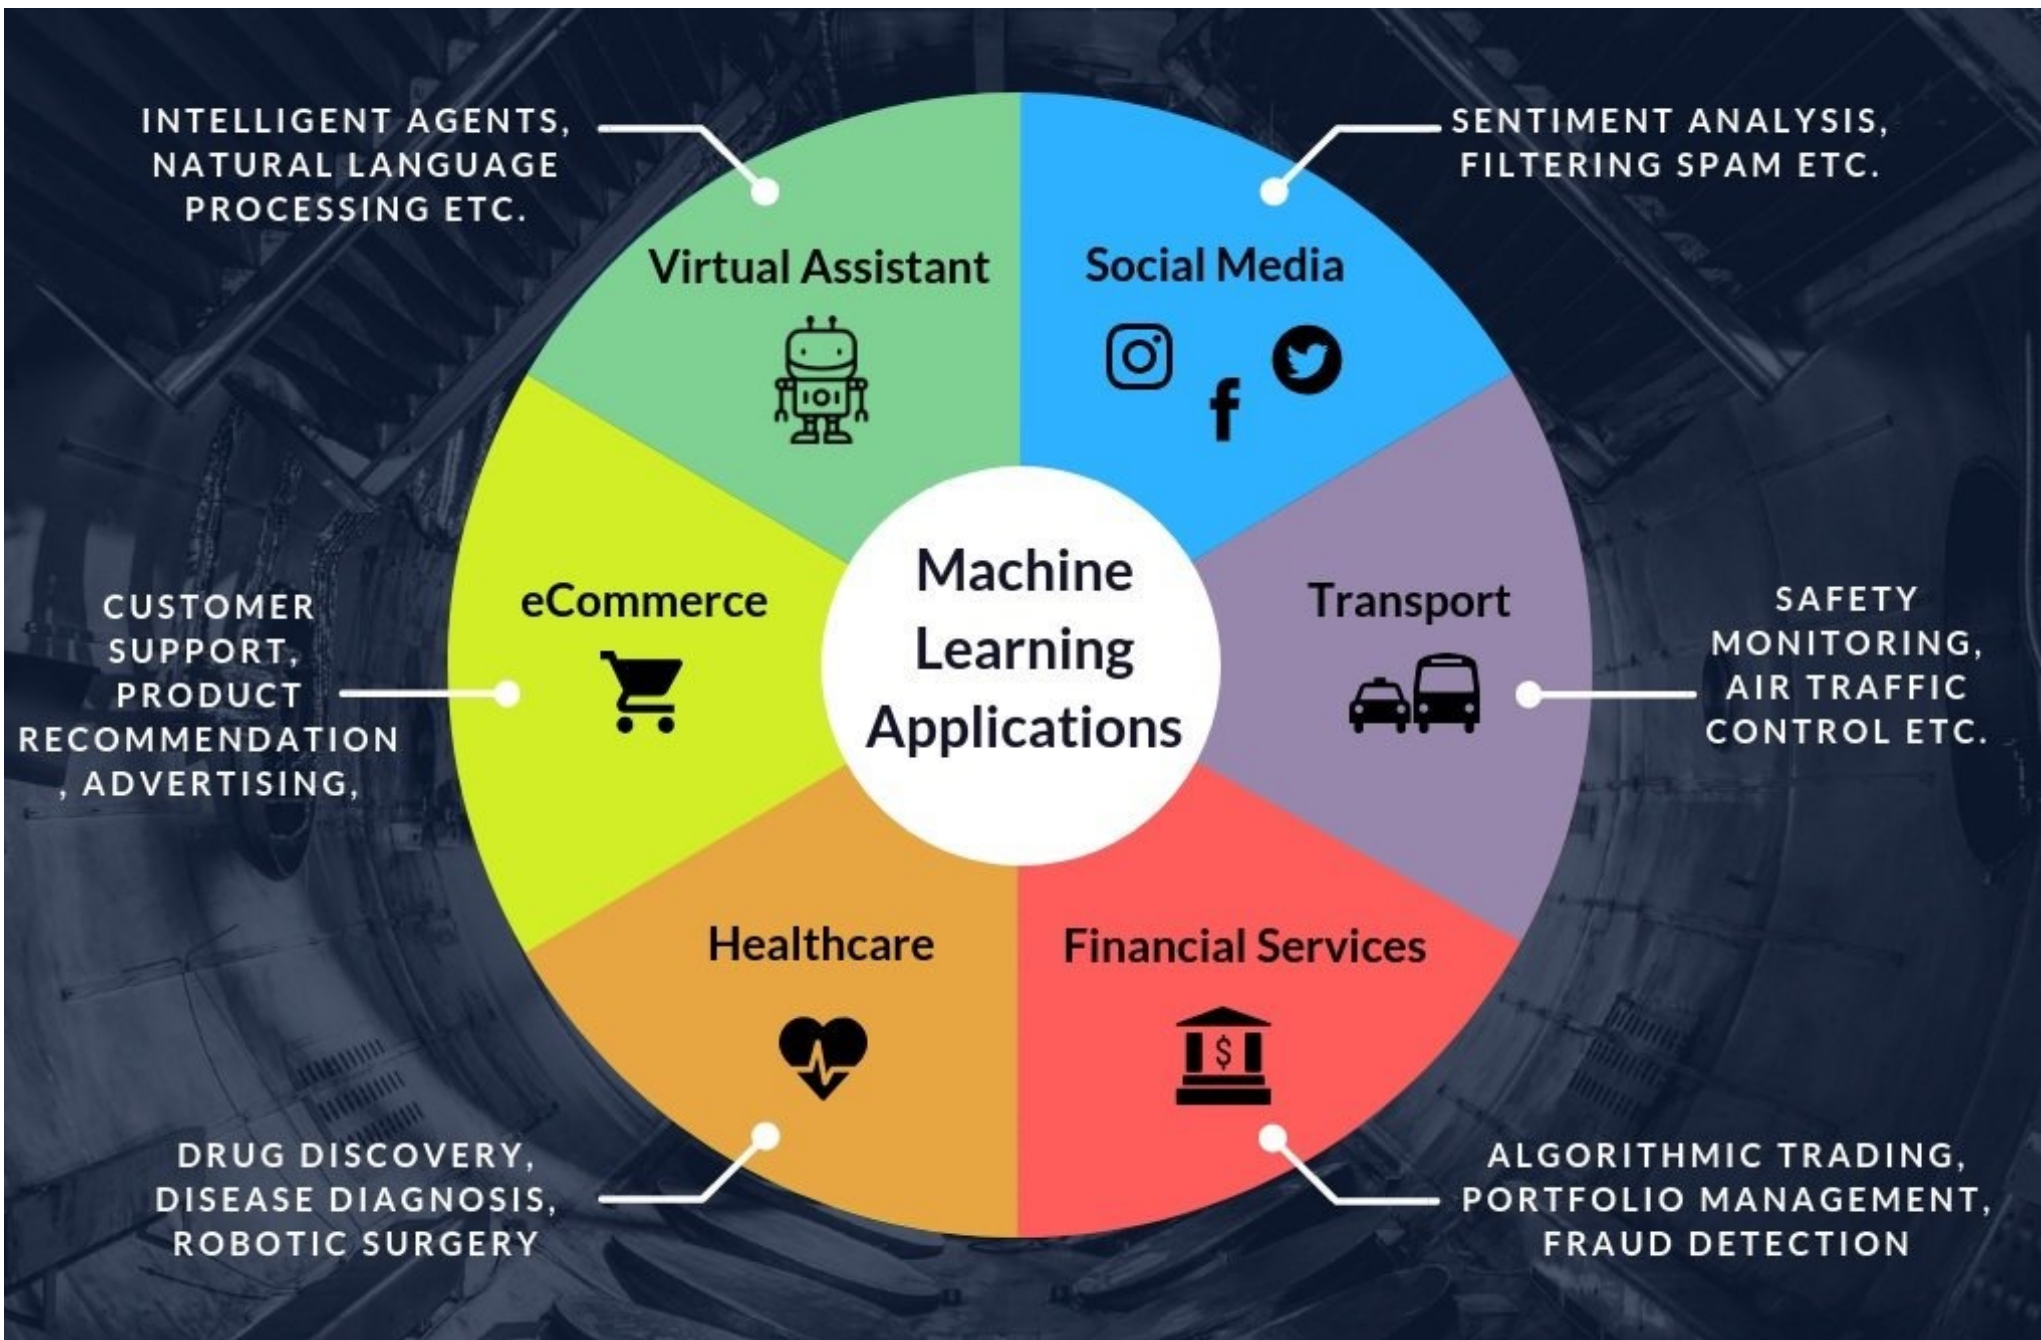 INTELLIGENT AGENTS,
NATURAL LANGUAGE
PROCESSING ETC.
SENTIMENT ANALYSIS,
FILTERING SPAM ETC.
Virtual Assistant
Social Media
eCommerce
Machine
Learning
Applications
Transport
CUSTOMER
SUPPORT,
PRODUCT
RECOMMENDATION
, ADVERTISING,
SAFETY
MONITORING,
AIR TRAFFIC
CONTROL ETC.
Healthcare
Financial Services
$
DRUG DISCOVERY,
DISEASE DIAGNOSIS,
ROBOTIC SURGERY
ALGORITHMIC TRADING,
PORTFOLIO MANAGEMENT,
FRAUD DETECTION